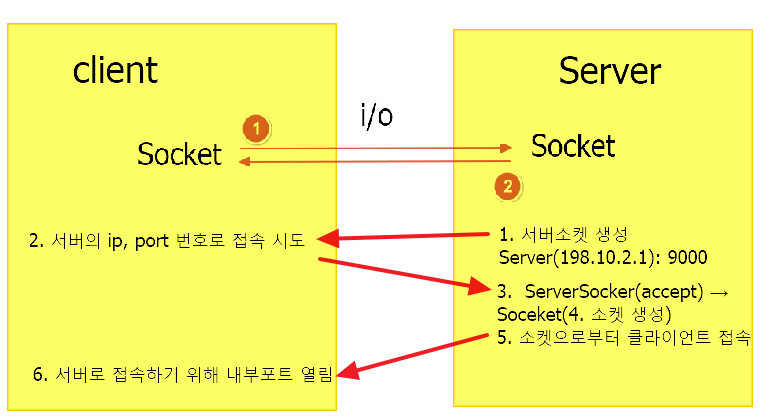 client
Server
i/o
1
Socket
Socket
2
2. 서버의 ip, port 번호로 접속 시도
1. 서버소켓 생성
Server(198.10.2.1): 9000
3. ServerSocker(accept) →
Soceket(4. 소켓 생성)
5. 소켓으로부터 클라이언트 접속
6. 서버로 접속하기 위해 내부포트 열림